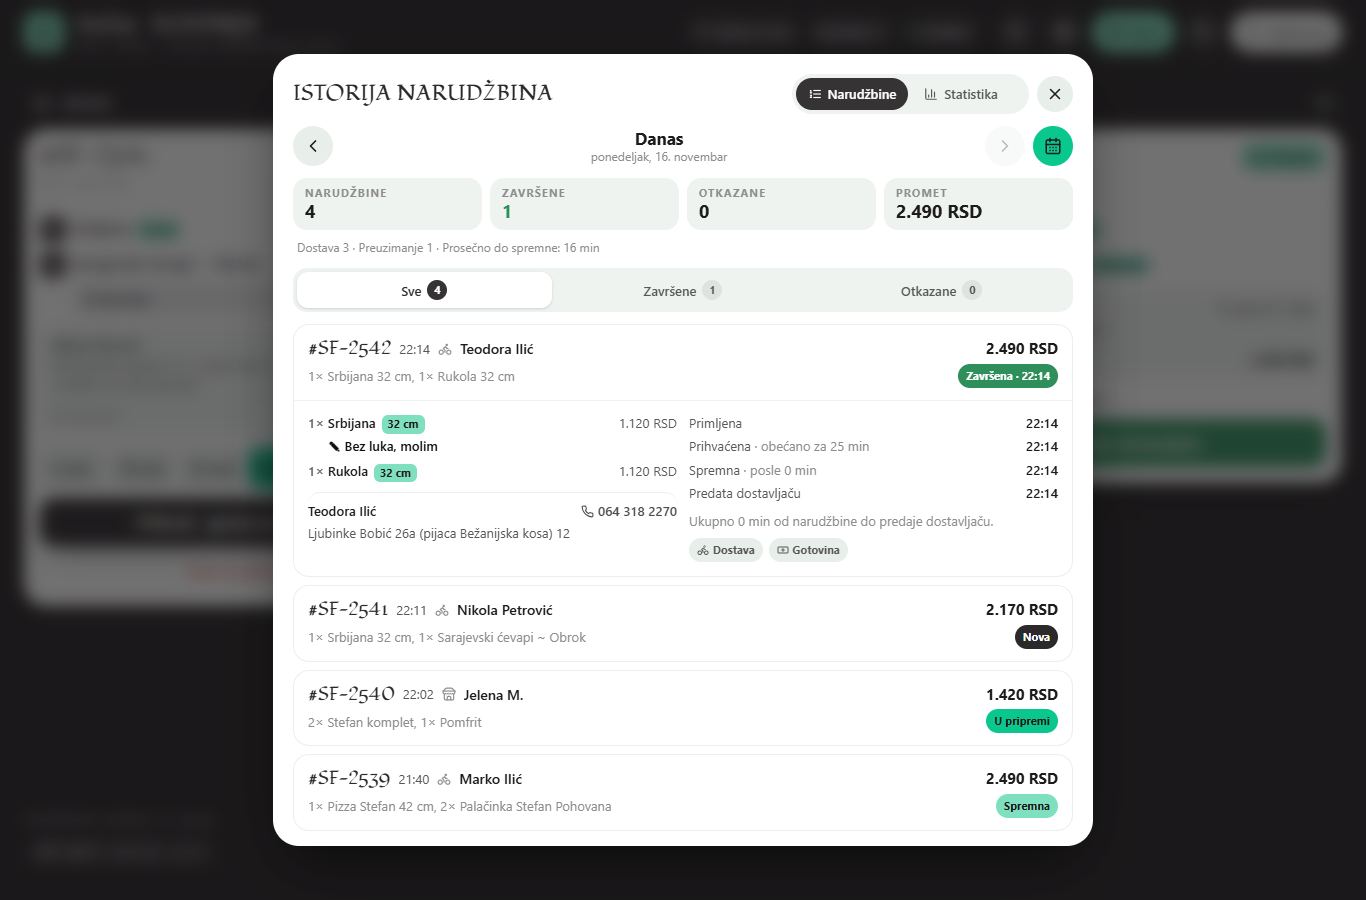 ISTORIJA NARUDŽBINA
Narudžbine
Statistika
Danas
ponedeljak, 16. novembar
NARUDŽBINE
4
ZAVRŠENE
1
OTKAZANE
0
PROMET
2.490 RSD
Dostava 3 · Preuzimanje 1 · Prosečno do spremne: 16 min
Sve 4
Završene 1
Otkazane 0
#SF-2542 22:14 Teodora Ilić 2.490 RSD
1× Srbijana 32 cm, 1× Rukola 32 cm Završena · 22:14
1× Srbijana 32 cm 1.120 RSD
Bez luka, molim
1× Rukola 32 cm 1.120 RSD
Teodora Ilić 064 318 2270
Ljubinke Bobić 26a (pijaca Bežanijska kosa) 12
Primljena 22:14
Prihvaćena · obećano za 25 min 22:14
Spremna · posle 0 min 22:14
Predata dostavljaču 22:14
Ukupno 0 min od narudžbine do predaje dostavljaču.
Dostava Gotovina
#SF-2541 22:11 Nikola Petrović 2.170 RSD
1× Srbijana 32 cm, 1× Sarajevski ćevapi ~ Obrok Nova
#SF-2540 22:02 Jelena M. 1.420 RSD
2× Stefan komplet, 1× Pomfrit U pripremi
#SF-2539 21:40 Marko Ilić 2.490 RSD
1× Pizza Stefan 42 cm, 2× Palačinka Stefan Pohovana Spremna